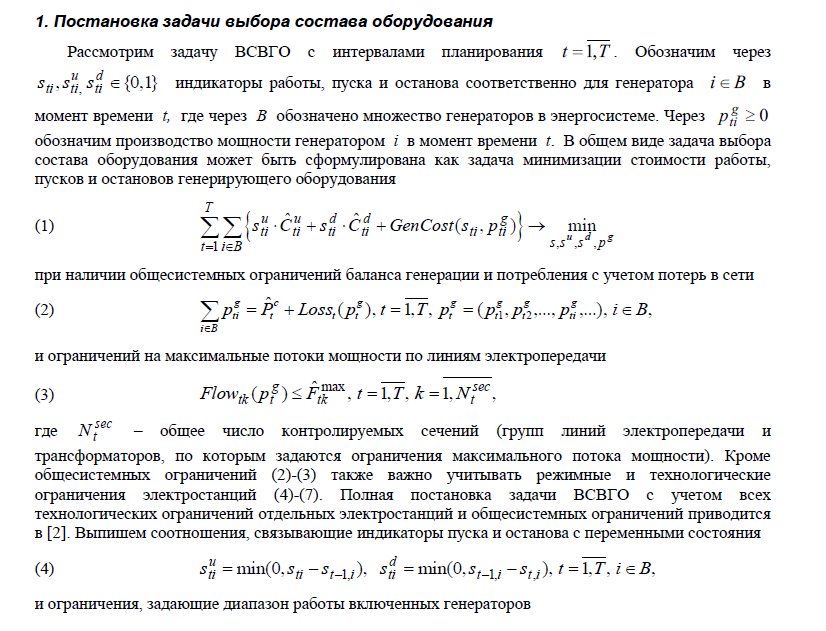 1. Постановка задачи выбора состава оборудования
Рассмотрим задачу ВСВГО с интервалами планирования $t = \overline{1,T}$. Обозначим через
$s_{ti}, s_{ti,}^{u} s_{ti}^{d} \in \{0,1\}$ индикаторы работы, пуска и останова соответственно для генератора $i \in B$ в
момент времени t, где через B обозначено множество генераторов в энергосистеме. Через $p_{ti}^{g} \geq 0$
обозначим производство мощности генератором i в момент времени t. В общем виде задача выбора
состава оборудования может быть сформулирована как задача минимизации стоимости работы,
пусков и остановов генерирующего оборудования
(1) $\sum_{t=1}^{T} \sum_{i \in B} \left\{ s_{ti}^{u} \cdot \hat{C}_{ti}^{u} + s_{ti}^{d} \cdot \hat{C}_{ti}^{d} + GenCost(s_{ti}, p_{ti}^{g}) \right\} \rightarrow \min_{s,s^{u},s^{d},p^{g}}$
при наличии общесистемных ограничений баланса генерации и потребления с учетом потерь в сети
(2) $\sum_{i \in B} p_{ti}^{g} = \hat{P}_{t}^{c} + Loss_{t}(p_{t}^{g}), t = \overline{1,T}, p_{t}^{g} = (p_{t1}^{g}, p_{t2}^{g}, ..., p_{ti}^{g}, ...), i \in B,$
и ограничений на максимальные потоки мощности по линиям электропередачи
(3) $Flow_{tk}(p_{t}^{g}) \leq \hat{F}_{tk}^{\max}, t = \overline{1,T}, k = \overline{1, N_{t}^{sec}},$
где $N_{t}^{sec}$ – общее число контролируемых сечений (групп линий электропередачи и
трансформаторов, по которым задаются ограничения максимального потока мощности). Кроме
общесистемных ограничений (2)-(3) также важно учитывать режимные и технологические
ограничения электростанций (4)-(7). Полная постановка задачи ВСВГО с учетом всех
технологических ограничений отдельных электростанций и общесистемных ограничений приводится
в [2]. Выпишем соотношения, связывающие индикаторы пуска и останова с переменными состояния
(4) $s_{ti}^{u} = \min(0, s_{ti} - s_{t-1,i}), \; s_{ti}^{d} = \min(0, s_{t-1,i} - s_{t,i}), t = \overline{1,T}, i \in B,$
и ограничения, задающие диапазон работы включенных генераторов